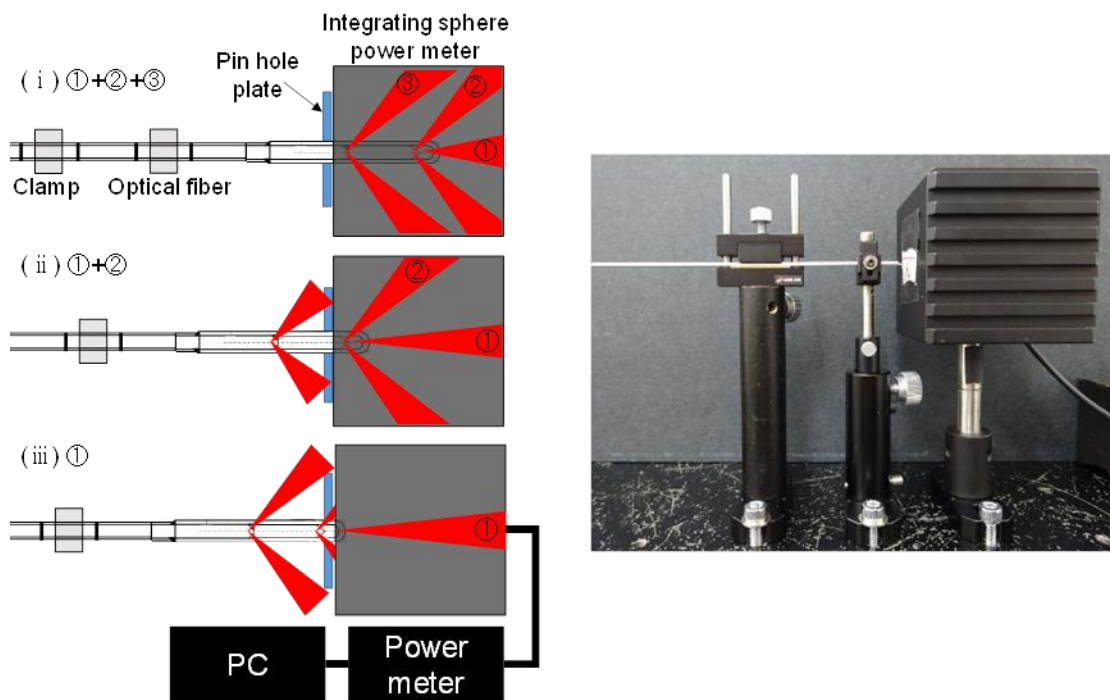 Integrating sphere
power meter
Pin hole
plate
(ⅰ) ①+②+③
③
②
①
Clamp
Optical fiber
(ⅱ) ①+②
②
①
(ⅲ) ①
①
PC
Power
meter